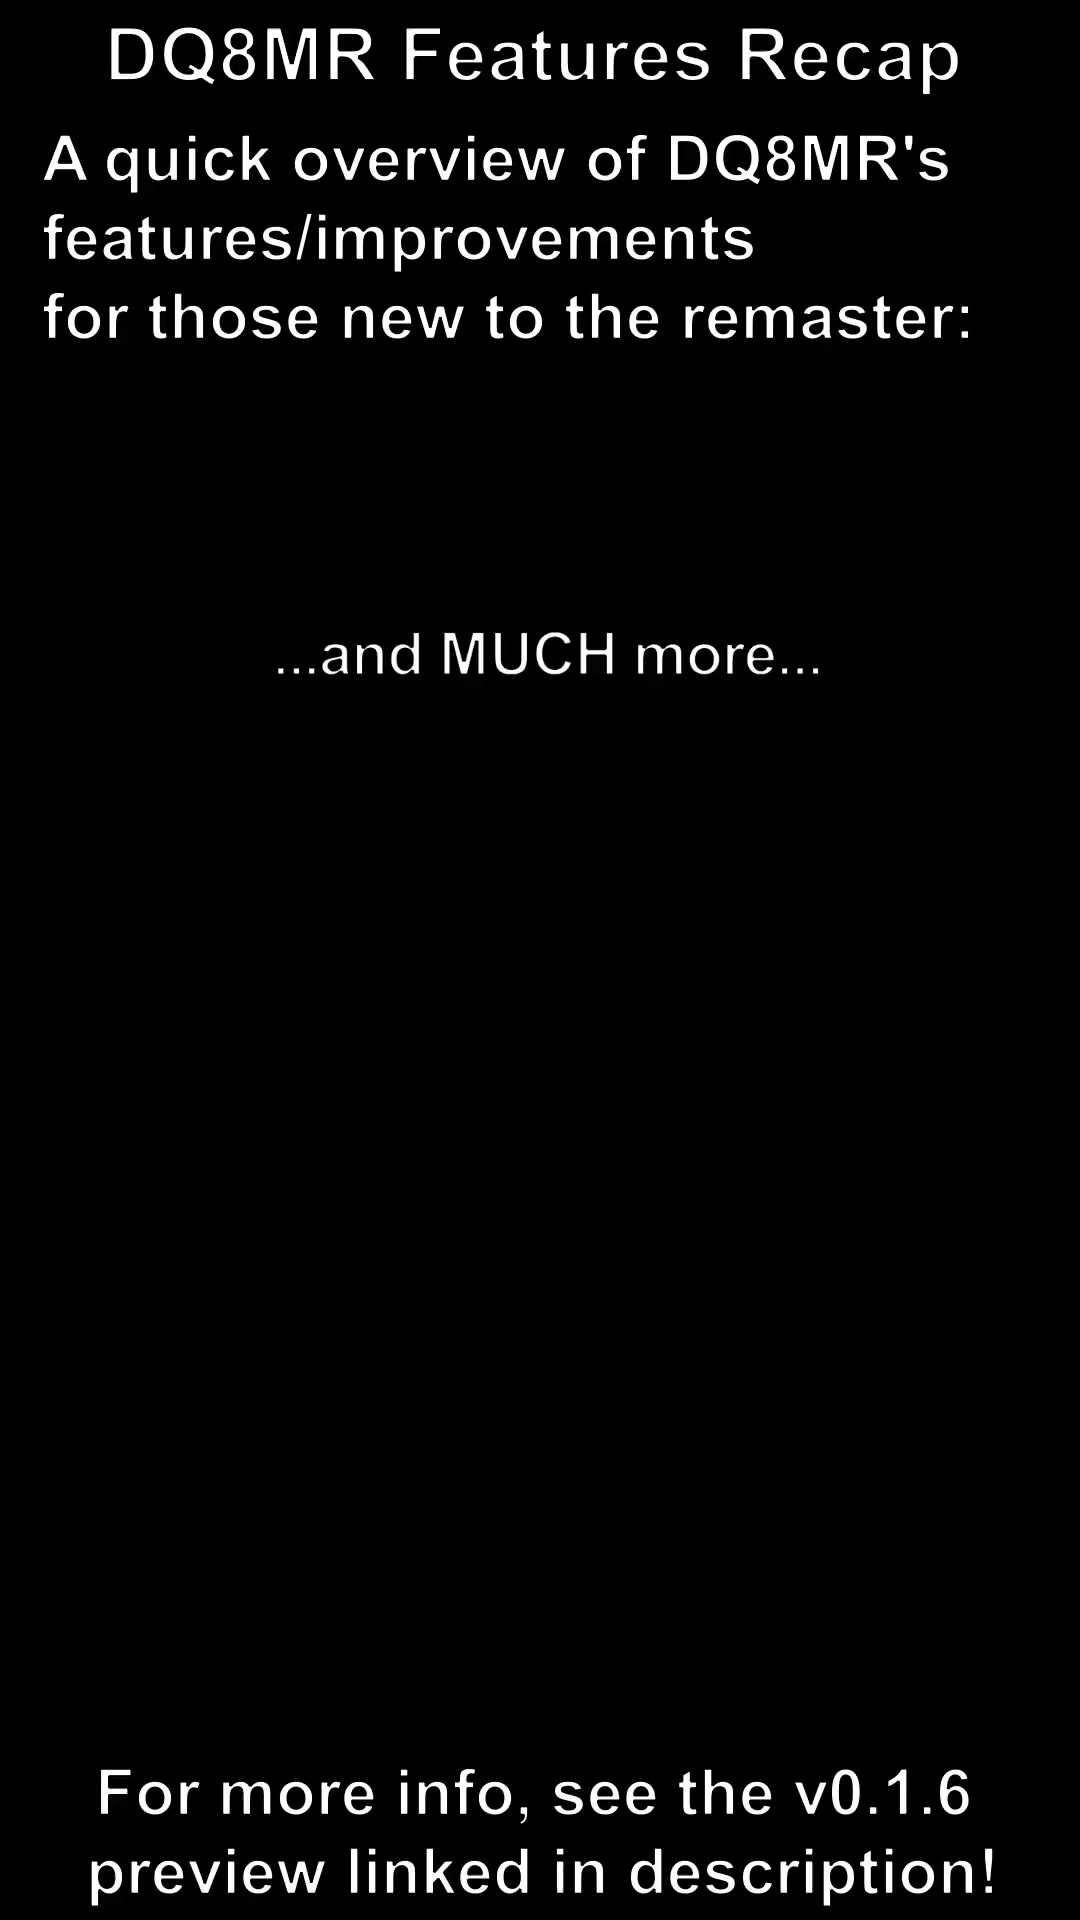 DQ8MR Features Recap
A quick overview of DQ8MR's
features/improvements
for those new to the remaster:
...and MUCH more...
For more info, see the v0.1.6
preview linked in description!